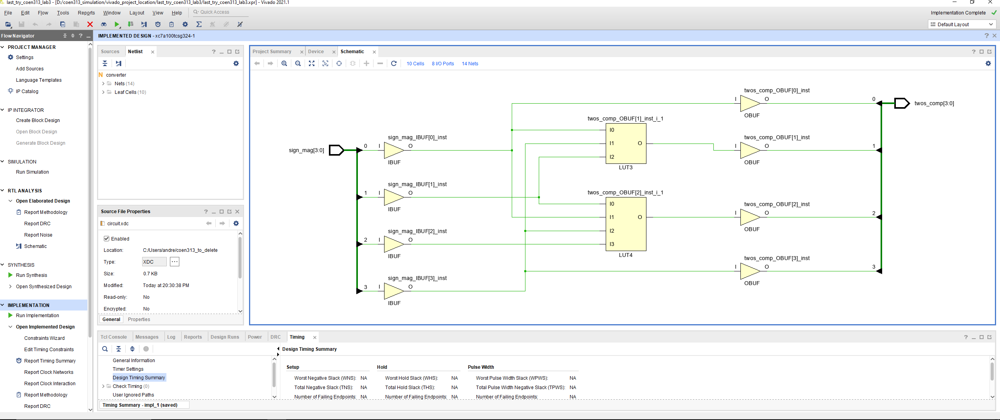 last_try_coen313_lab3 - [D:/coen313_simulation/vivado_project_location/last_try_coen313_lab3/last_try_coen313_lab3.xpr] - Vivado 2021.1
File Edit Flow Tools Reports Window Layout View Help Quick Access
Implementation Complete
Default Layout
Flow Navigator
PROJECT MANAGER
Settings
Add Sources
Language Templates
IP Catalog
IP INTEGRATOR
Create Block Design
Open Block Design
Generate Block Design
SIMULATION
Run Simulation
RTL ANALYSIS
Open Elaborated Design
Report Methodology
Report DRC
Report Noise
Schematic
SYNTHESIS
Run Synthesis
Open Synthesized Design
IMPLEMENTATION
Run Implementation
Open Implemented Design
Constraints Wizard
Edit Timing Constraints
Report Timing Summary
Report Clock Networks
Report Clock Interaction
Report Methodology
Report DRC
IMPLEMENTED DESIGN - xc7a100tcsg324-1
Sources Netlist
N converter
Nets (14)
Leaf Cells (10)
Source File Properties
circuit.xdc
Enabled
Location: C:/Users/andre/coen313_to_delete
Type: XDC ...
Size: 0.7 KB
Modified: Today at 20:30:38 PM
Read-only: No
Encrypted: No
General Properties
Project Summary Device Schematic
10 Cells 8 I/O Ports 14 Nets
sign_mag[3:0]
0
sign_mag_IBUF[0]_inst
I O
IBUF
1
sign_mag_IBUF[1]_inst
I O
IBUF
2
sign_mag_IBUF[2]_inst
I O
IBUF
3
sign_mag_IBUF[3]_inst
I O
IBUF
twos_comp_OBUF[1]_inst_i_1
I0
I1 O
I2
LUT3
twos_comp_OBUF[2]_inst_i_1
I0
I1 O
I2
I3
LUT4
twos_comp_OBUF[0]_inst
I O 0
OBUF
twos_comp_OBUF[1]_inst
I O 1
OBUF
twos_comp_OBUF[2]_inst
I O 2
OBUF
twos_comp_OBUF[3]_inst
I O 3
OBUF
twos_comp[3:0]
Tcl Console Messages Log Reports Design Runs Power DRC Timing
General Information
Timer Settings
Design Timing Summary
Check Timing (0)
User Ignored Paths
Timing Summary - impl_1 (saved)
Design Timing Summary
Setup Hold Pulse Width
Worst Negative Slack (WNS): NA Worst Hold Slack (WHS): NA Worst Pulse Width Slack (WPWS): NA
Total Negative Slack (TNS): NA Total Hold Slack (THS): NA Total Pulse Width Negative Slack (TPWS): NA
Number of Failing Endpoints: NA Number of Failing Endpoints: NA Number of Failing Endpoints: NA